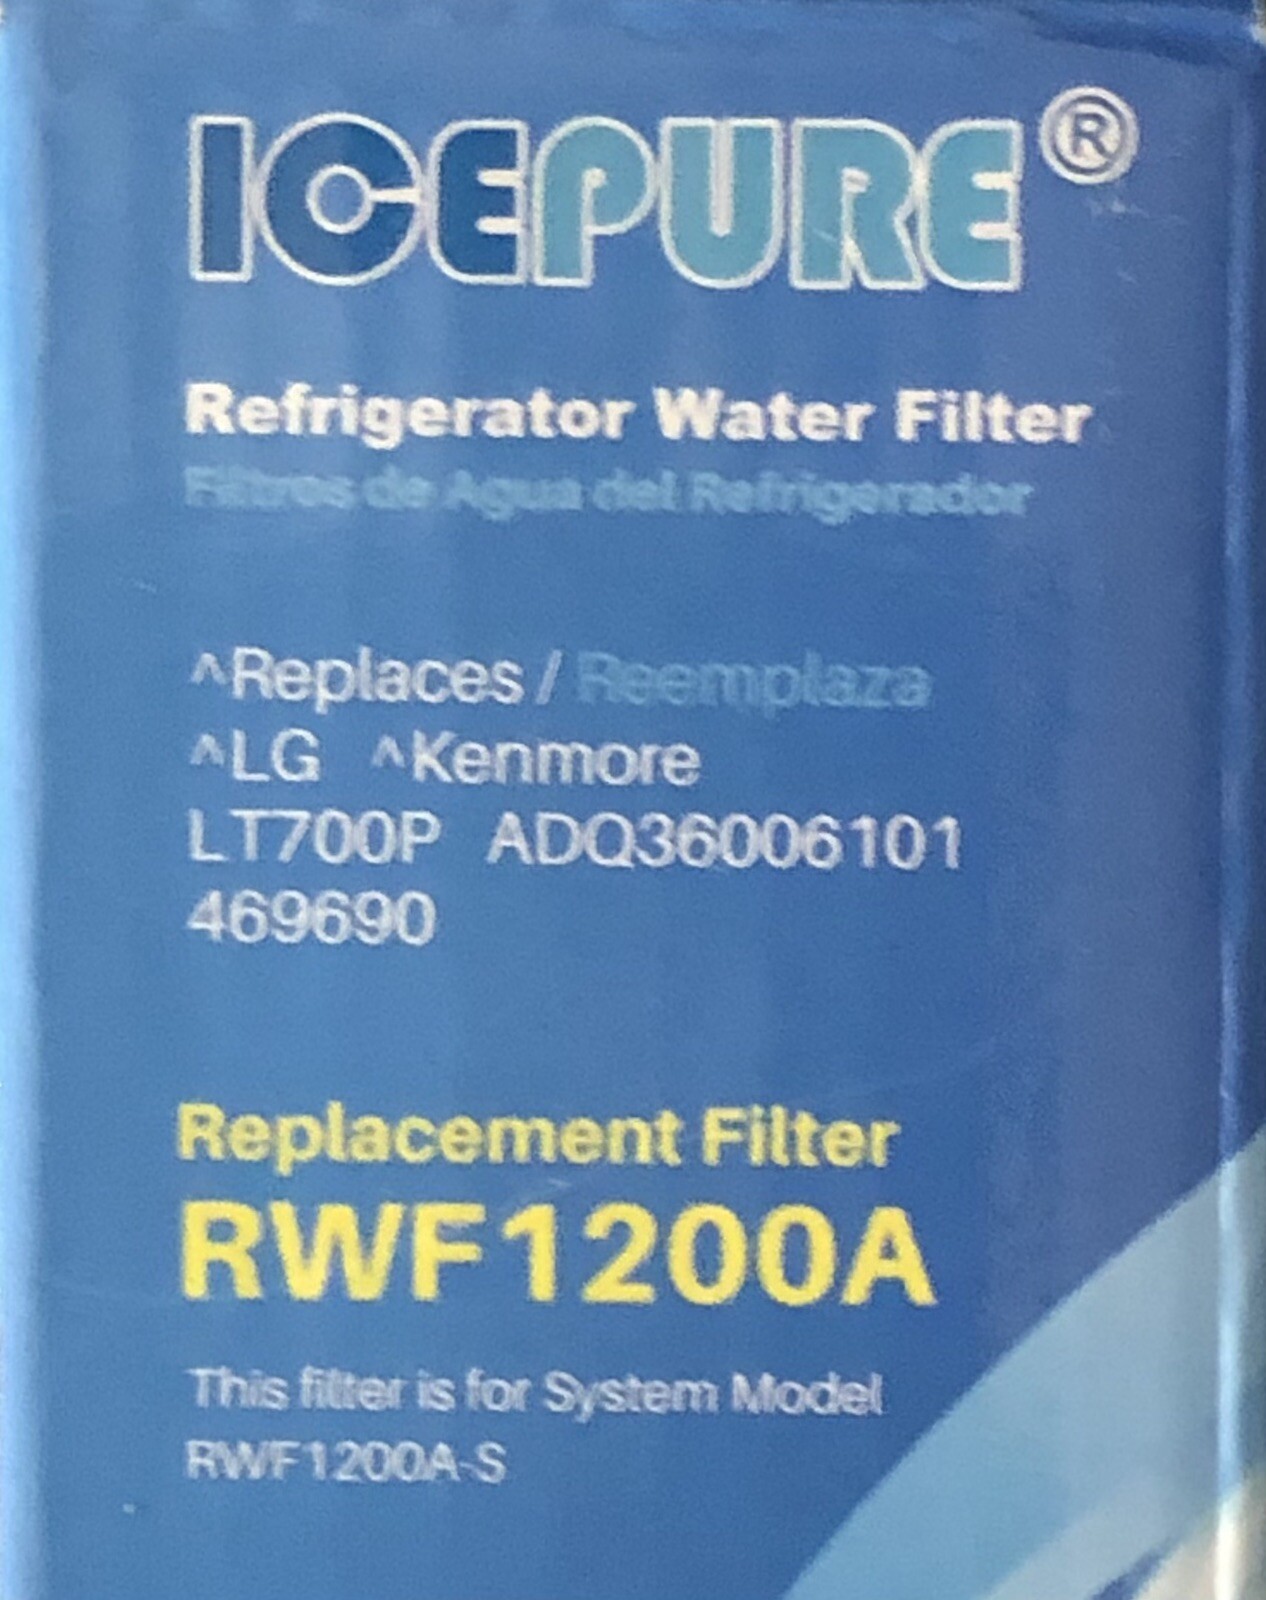 ICEPURE®
Refrigerator Water Filter
Filtros de Agua del Refrigerador
^Replaces / Reemplaza
^LG ^Kenmore
LT700P ADQ36006101
469690
Replacement Filter
RWF1200A
This filter is for System Model
RWF1200A-S